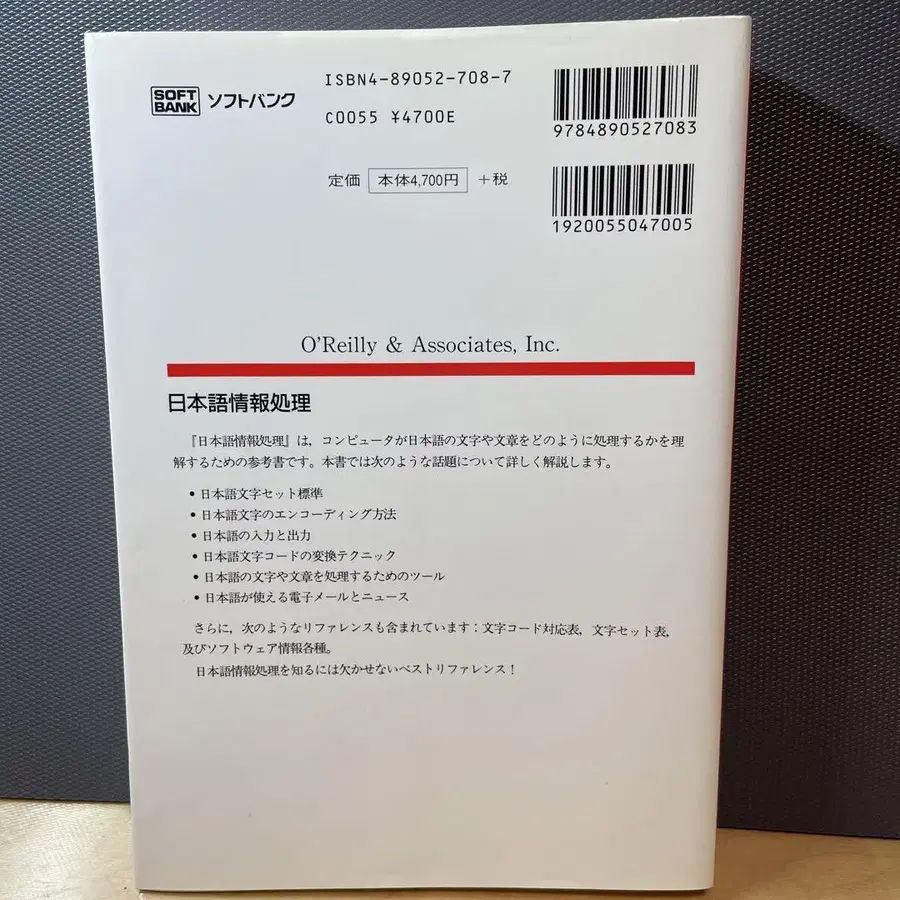 SOFT BANK ソフトバンク
ISBN4-89052-708-7
C0055 ¥4700E
9784890527083
定価 本体4,700円 +税
1920055047005
O'Reilly & Associates, Inc.
日本語情報処理
『日本語情報処理』は，コンピュータが日本語の文字や文章をどのように処理するかを理
解するための参考書です。本書では次のような話題について詳しく解説します。
• 日本語文字セット標準
• 日本語文字のエンコーディング方法
• 日本語の入力と出力
• 日本語文字コードの変換テクニック
• 日本語の文字や文章を処理するためのツール
• 日本語が使える電子メールとニュース
さらに，次のようなリファレンスも含まれています：文字コード対応表，文字セット表，
及びソフトウェア情報各種。
日本語情報処理を知るには欠かせないベストリファレンス！